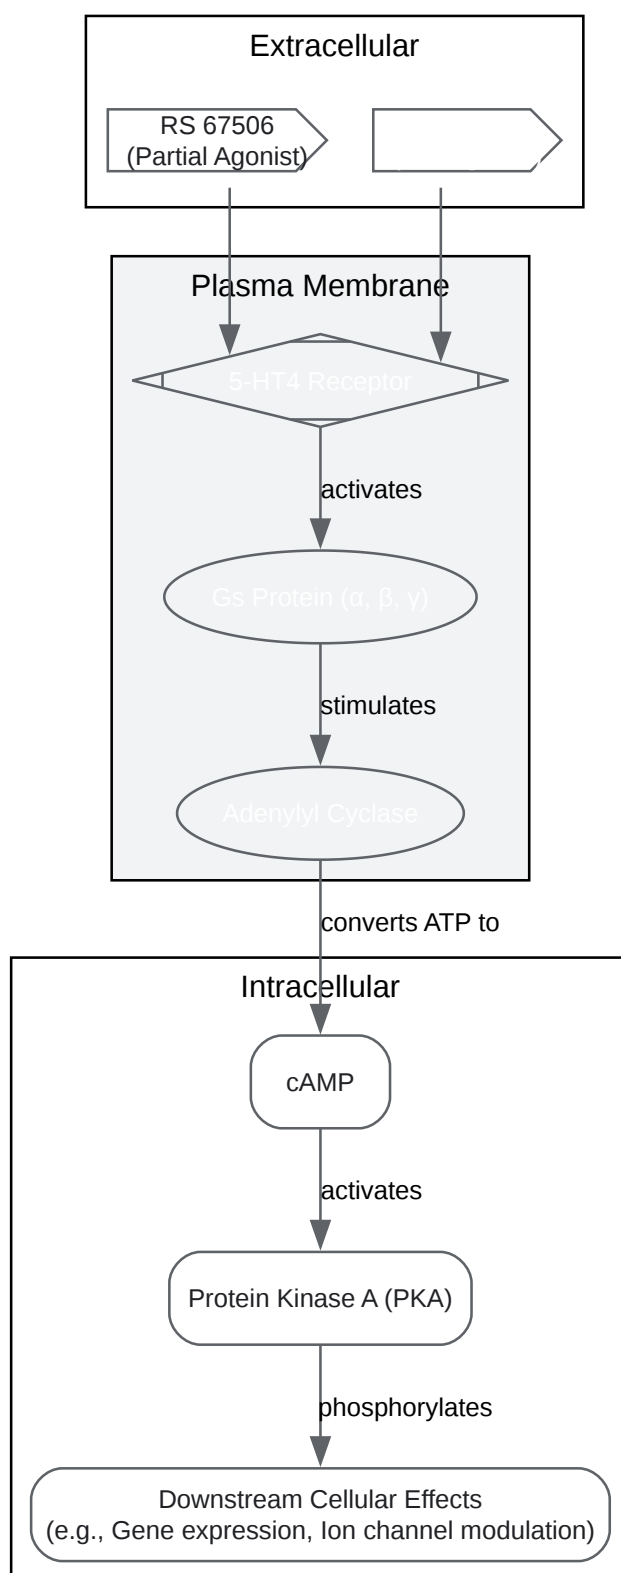 Extracellular
RS 67506
(Partial Agonist)
Plasma Membrane
5-HT4 Receptor
activates
Gs Protein (α, β, γ)
stimulates
Adenylyl Cyclase
converts ATP to
Intracellular
cAMP
activates
Protein Kinase A (PKA)
phosphorylates
Downstream Cellular Effects
(e.g., Gene expression, Ion channel modulation)